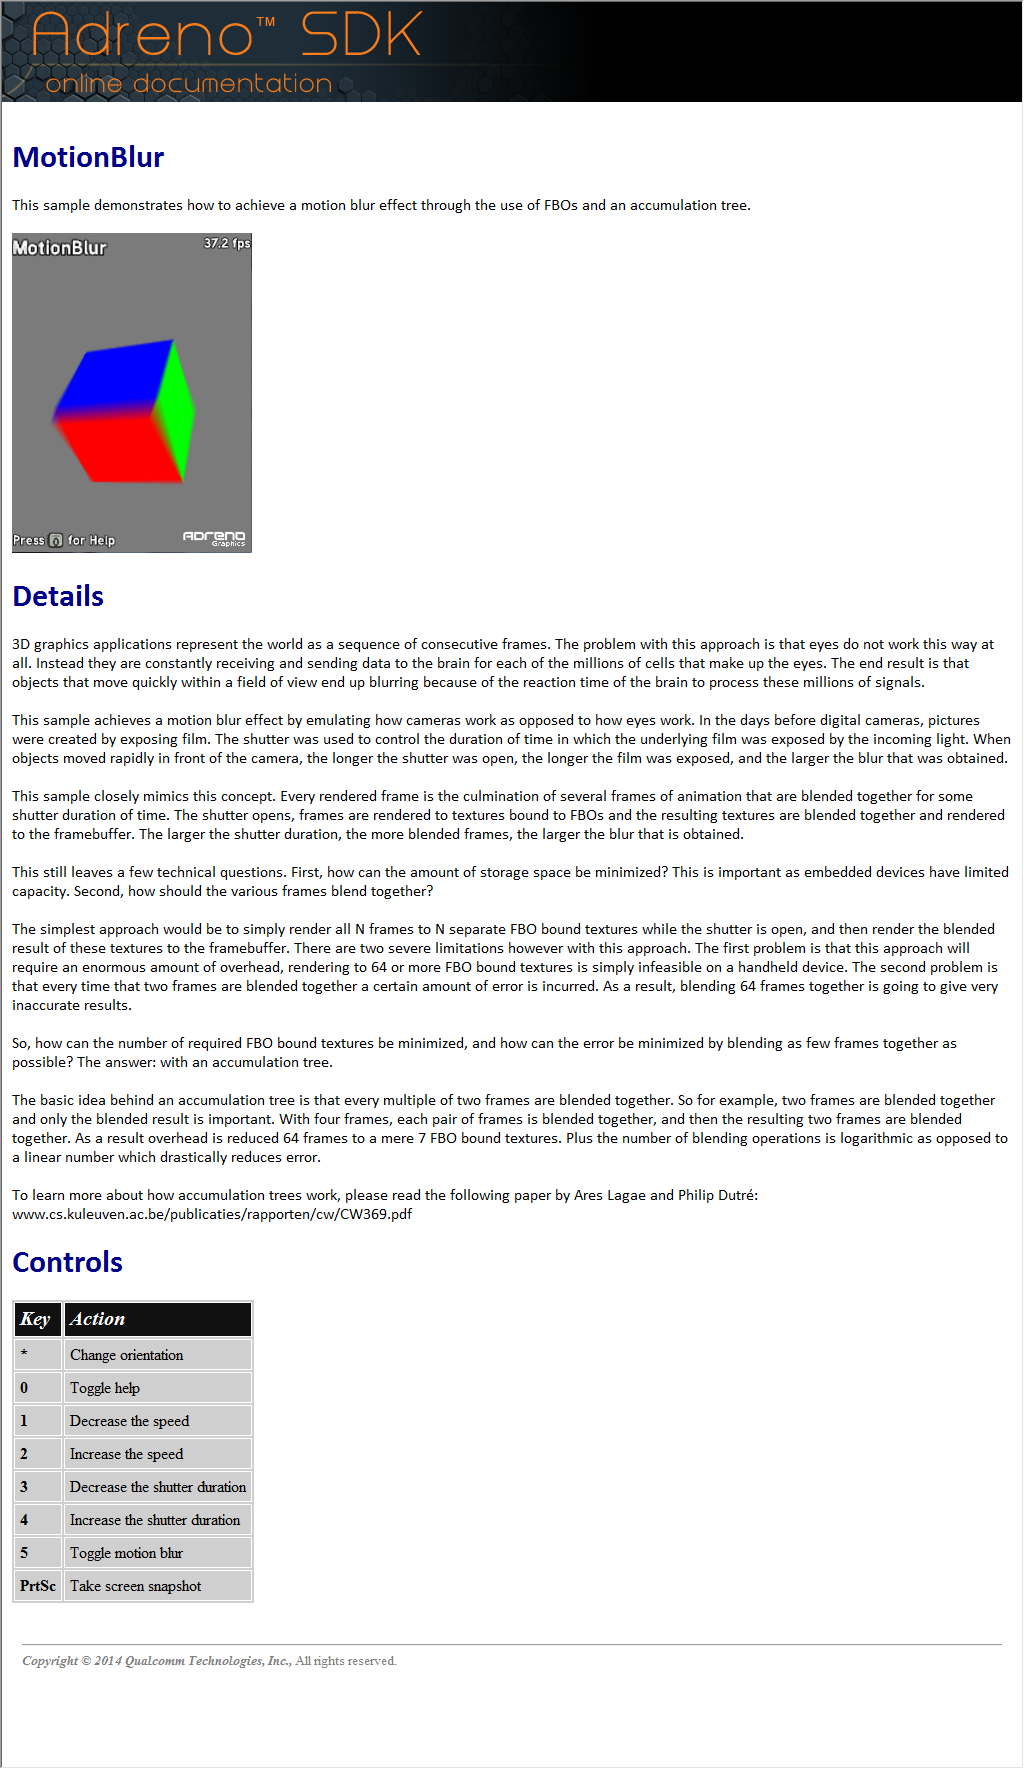 Adreno™ SDK
online documentation
MotionBlur
This sample demonstrates how to achieve a motion blur effect through the use of FBOs and an accumulation tree.
MotionBlur
37.2 fps
Press 0 for Help
ADRENO
Graphics
Details
3D graphics applications represent the world as a sequence of consecutive frames. The problem with this approach is that eyes do not work this way at
all. Instead they are constantly receiving and sending data to the brain for each of the millions of cells that make up the eyes. The end result is that
objects that move quickly within a field of view end up blurring because of the reaction time of the brain to process these millions of signals.
This sample achieves a motion blur effect by emulating how cameras work as opposed to how eyes work. In the days before digital cameras, pictures
were created by exposing film. The shutter was used to control the duration of time in which the underlying film was exposed by the incoming light. When
objects moved rapidly in front of the camera, the longer the shutter was open, the longer the film was exposed, and the larger the blur that was obtained.
This sample closely mimics this concept. Every rendered frame is the culmination of several frames of animation that are blended together for some
shutter duration of time. The shutter opens, frames are rendered to textures bound to FBOs and the resulting textures are blended together and rendered
to the framebuffer. The larger the shutter duration, the more blended frames, the larger the blur that is obtained.
This still leaves a few technical questions. First, how can the amount of storage space be minimized? This is important as embedded devices have limited
capacity. Second, how should the various frames blend together?
The simplest approach would be to simply render all N frames to N separate FBO bound textures while the shutter is open, and then render the blended
result of these textures to the framebuffer. There are two severe limitations however with this approach. The first problem is that this approach will
require an enormous amount of overhead, rendering to 64 or more FBO bound textures is simply infeasible on a handheld device. The second problem is
that every time that two frames are blended together a certain amount of error is incurred. As a result, blending 64 frames together is going to give very
inaccurate results.
So, how can the number of required FBO bound textures be minimized, and how can the error be minimized by blending as few frames together as
possible? The answer: with an accumulation tree.
The basic idea behind an accumulation tree is that every multiple of two frames are blended together. So for example, two frames are blended together
and only the blended result is important. With four frames, each pair of frames is blended together, and then the resulting two frames are blended
together. As a result overhead is reduced 64 frames to a mere 7 FBO bound textures. Plus the number of blending operations is logarithmic as opposed to
a linear number which drastically reduces error.
To learn more about how accumulation trees work, please read the following paper by Ares Lagae and Philip Dutré:
www.cs.kuleuven.ac.be/publicaties/rapporten/cw/CW369.pdf
Controls
Key Action
* Change orientation
0 Toggle help
1 Decrease the speed
2 Increase the speed
3 Decrease the shutter duration
4 Increase the shutter duration
5 Toggle motion blur
PrtSc Take screen snapshot
Copyright © 2014 Qualcomm Technologies, Inc., All rights reserved.